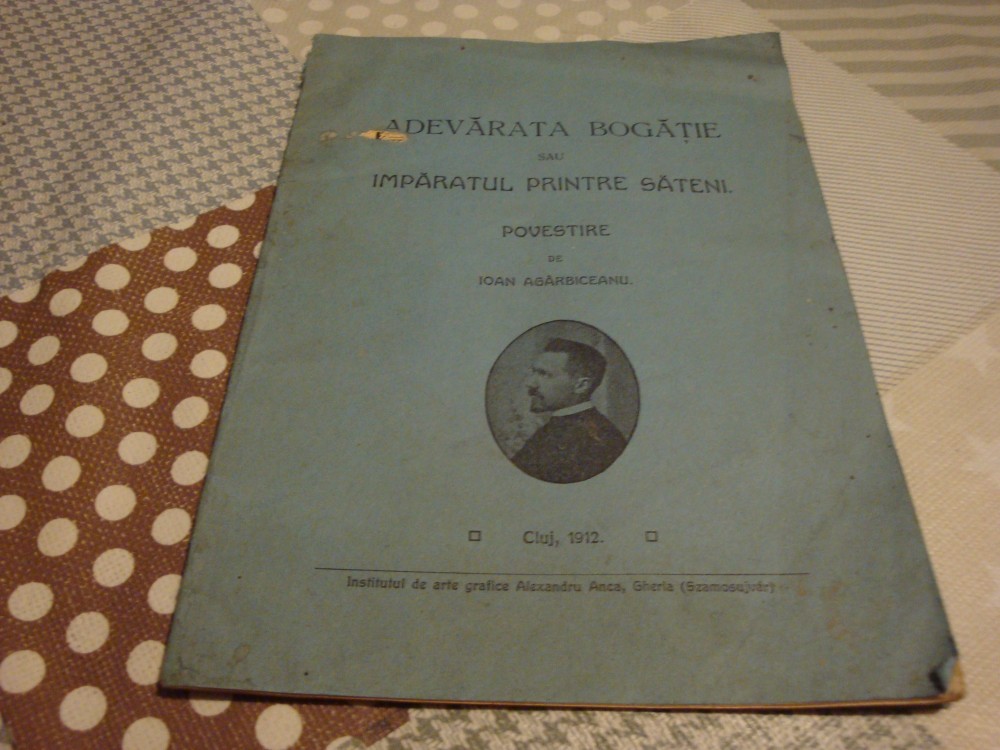 ADEVĂRATA BOGĂȚIE
SAU
IMPĂRATUL PRINTRE SĂTENI.
POVESTIRE
DE
IOAN AGÂRBICEANU.
Cluj, 1912.
Institutul de arte grafice Alexandru Anca, Gherla (Szamosujvár)